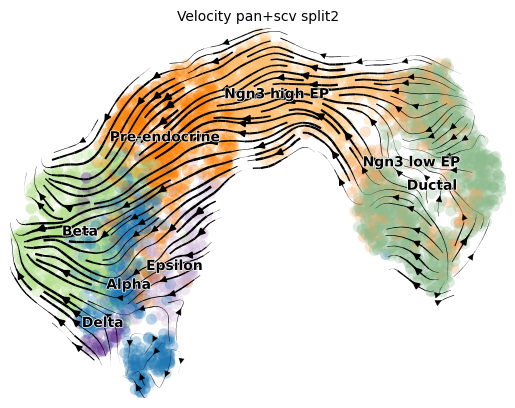 Velocity pan+scv split2
Ngn3 high EP
Pre-endocrine
Ngn3 low EP
Ductal
Beta
Epsilon
Alpha
Delta